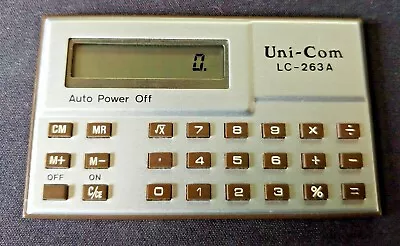 0.
Uni-Com
LC-263A
Auto Power Off
CM MR √X 7 8 9 × ÷
M+ M− · 4 5 6 + −
OFF ON
C/CE 0 1 2 3 % =